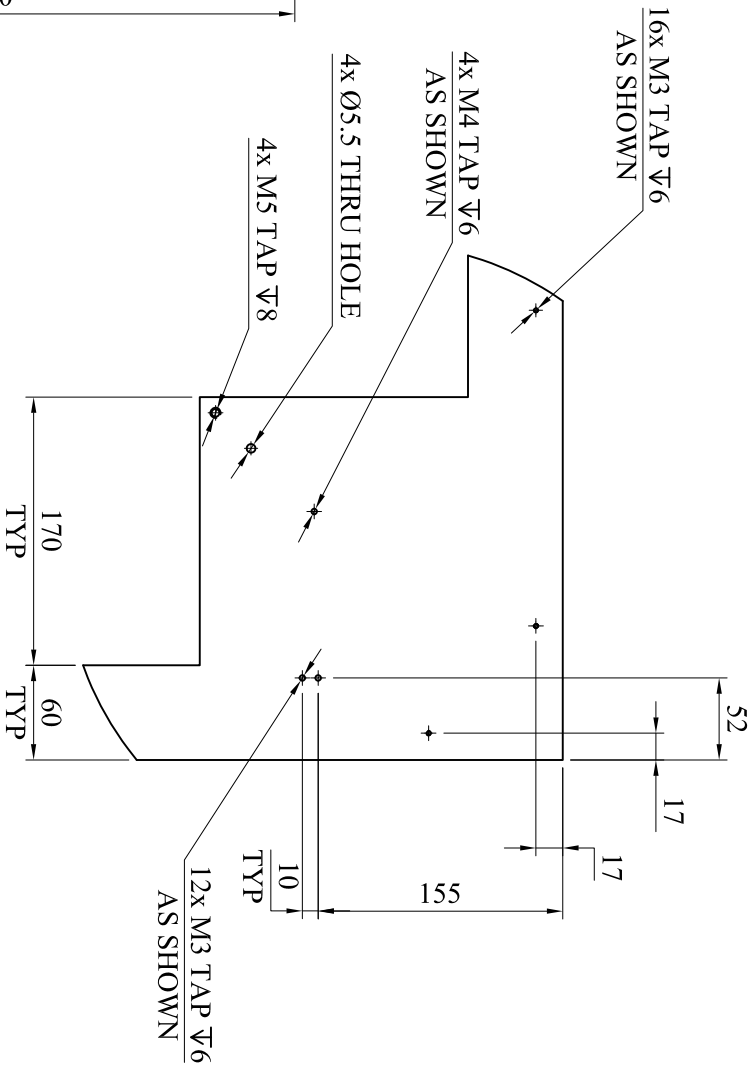 16x M3 TAP ↧6
AS SHOWN
4x M4 TAP ↧6
AS SHOWN
4x Ø5.5 THRU HOLE
4x M5 TAP ↧8
170
TYP
60
TYP
52
17
17
155
10
TYP
12x M3 TAP ↧6
AS SHOWN